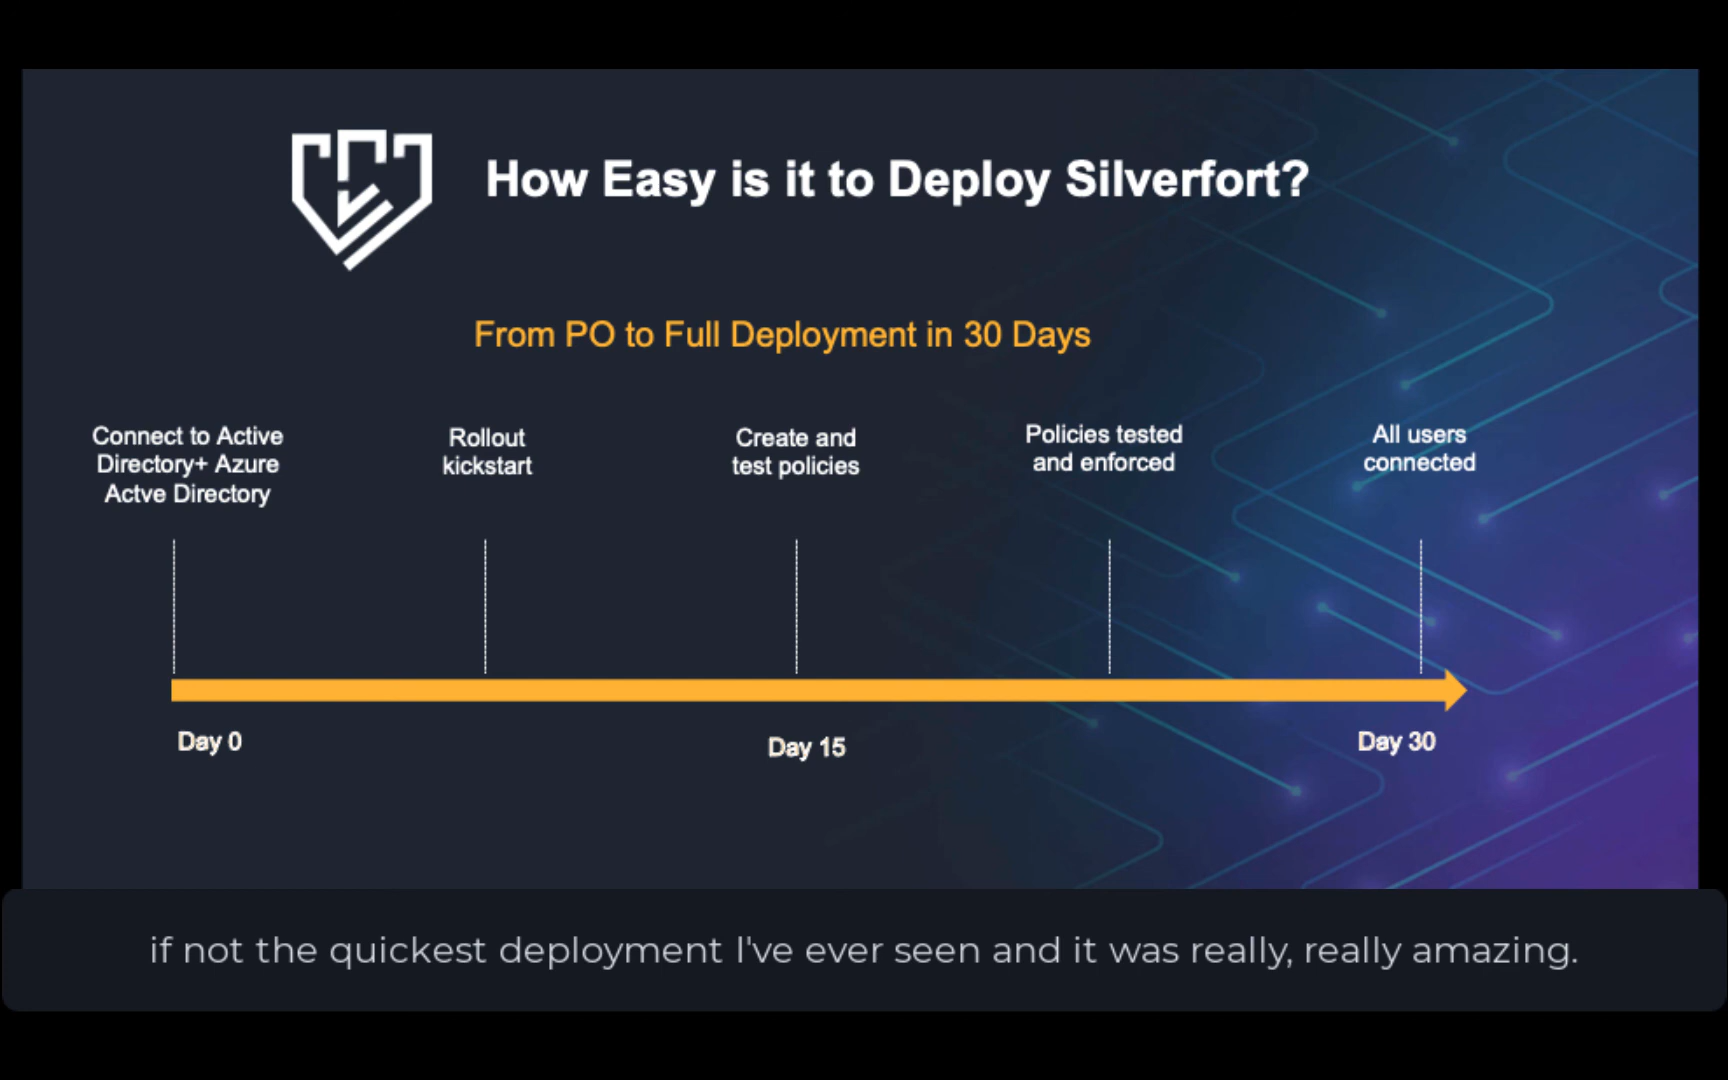 How Easy is it to Deploy Silverfort?
From PO to Full Deployment in 30 Days
Connect to Active
Directory+ Azure
Actve Directory
Rollout
kickstart
Create and
test policies
Policies tested
and enforced
All users
connected
Day 0
Day 15
Day 30
if not the quickest deployment I've ever seen and it was really, really amazing.